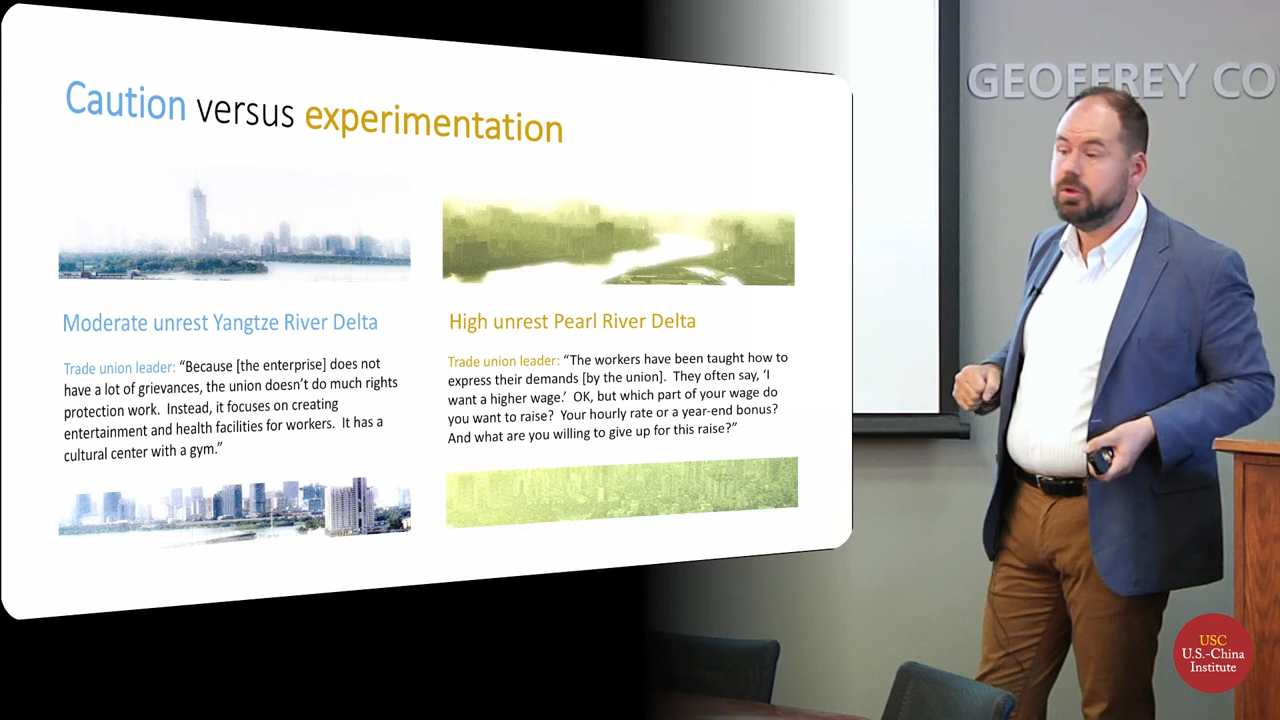 Caution versus experimentation
Moderate unrest Yangtze River Delta
Trade union leader: “Because [the enterprise] does not
have a lot of grievances, the union doesn’t do much rights
protection work.  Instead, it focuses on creating
entertainment and health facilities for workers.  It has a
cultural center with a gym.”
High unrest Pearl River Delta
Trade union leader: “The workers have been taught how to
express their demands [by the union].  They often say, ‘I
want a higher wage.’  OK, but which part of your wage do
you want to raise?  Your hourly rate or a year-end bonus?
And what are you willing to give up for this raise?”
GEOFFREY CO
USC
U.S.-China
Institute